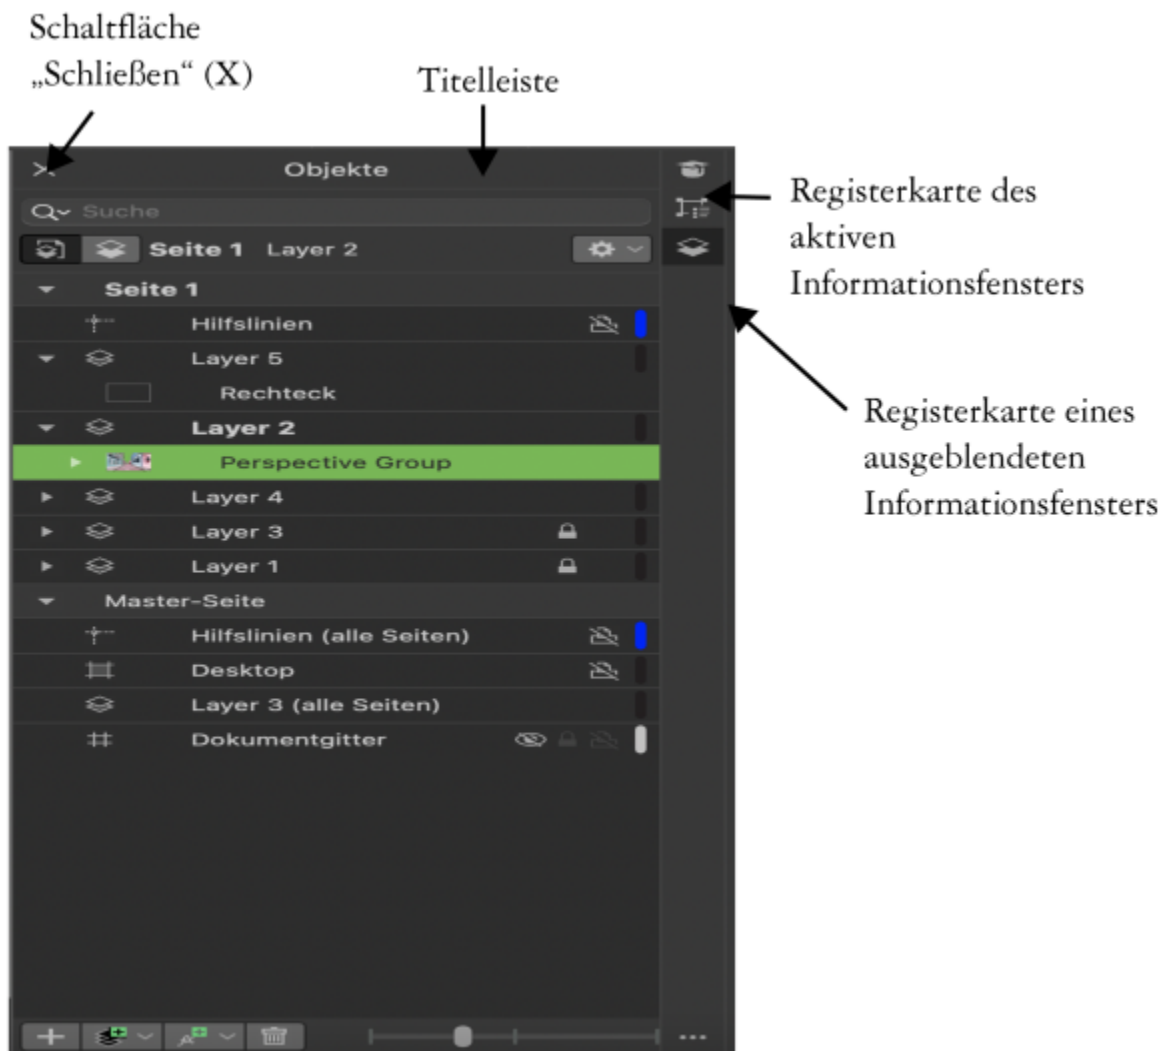 Schaltfläche
„Schließen“ (X)
Titelleiste
Objekte
Suche
Seite 1 Layer 2
Seite 1
Hilfslinien
Layer 5
Rechteck
Layer 2
Perspective Group
Layer 4
Layer 3
Layer 1
Master-Seite
Hilfslinien (alle Seiten)
Desktop
Layer 3 (alle Seiten)
Dokumentgitter
Registerkarte des
aktiven
Informationsfensters
Registerkarte eines
ausgeblendeten
Informationsfensters